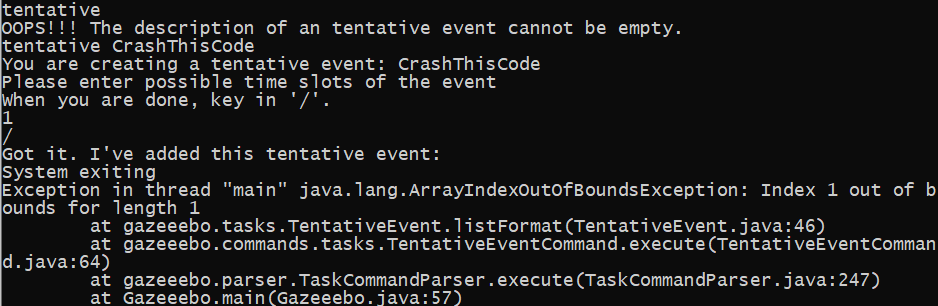 tentative
OOPS!!! The description of an tentative event cannot be empty.
tentative CrashThisCode
You are creating a tentative event: CrashThisCode
Please enter possible time slots of the event
When you are done, key in '/'.
1
/
Got it. I've added this tentative event:
System exiting
Exception in thread "main" java.lang.ArrayIndexOutOfBoundsException: Index 1 out of b
ounds for length 1
        at gazeeebo.tasks.TentativeEvent.listFormat(TentativeEvent.java:46)
        at gazeeebo.commands.tasks.TentativeEventCommand.execute(TentativeEventComman
d.java:64)
        at gazeeebo.parser.TaskCommandParser.execute(TaskCommandParser.java:247)
        at Gazeeebo.main(Gazeeebo.java:57)